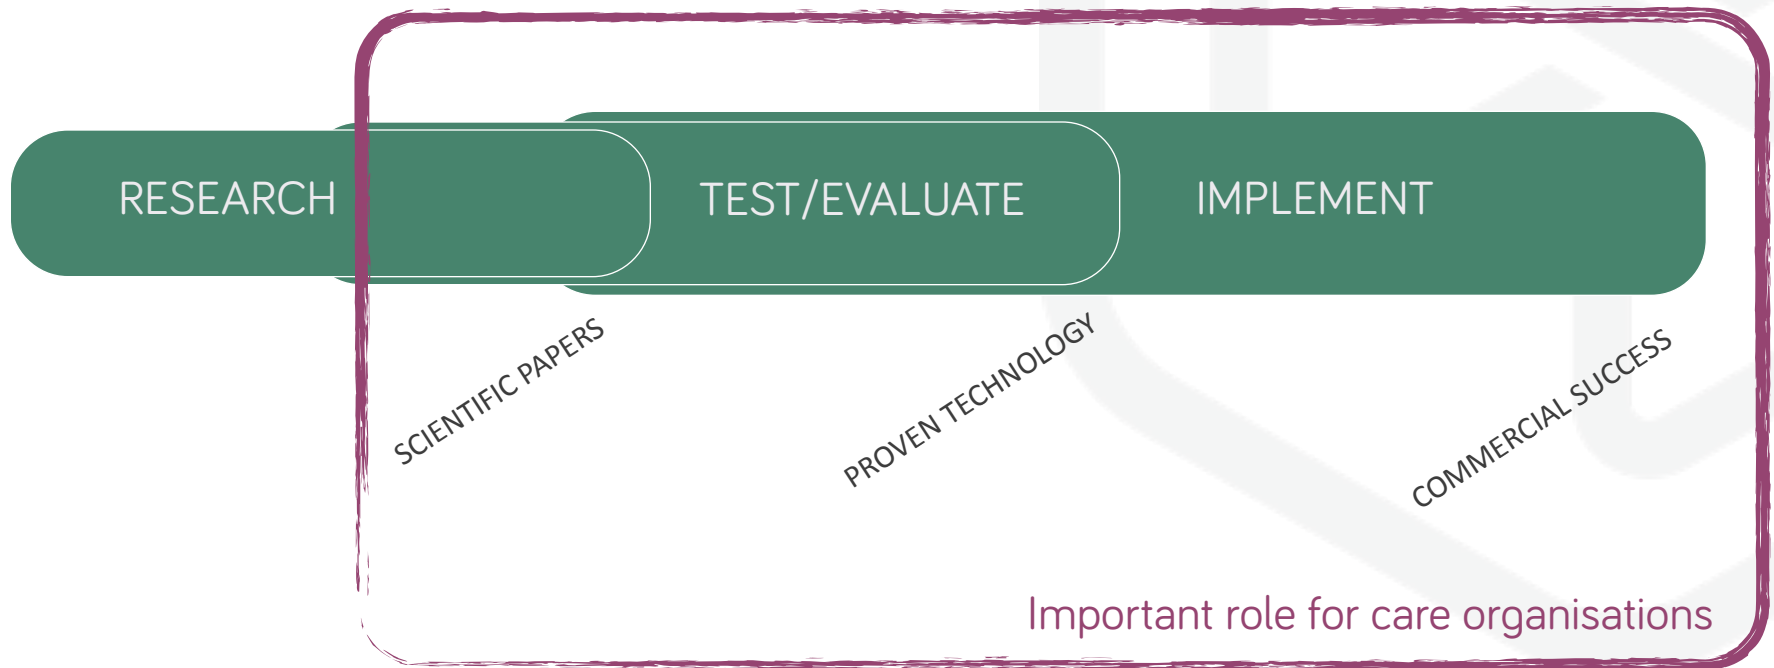 RESEARCH
TEST/EVALUATE
IMPLEMENT
SCIENTIFIC PAPERS
PROVEN TECHNOLOGY
COMMERCIAL SUCCESS
Important role for care organisations